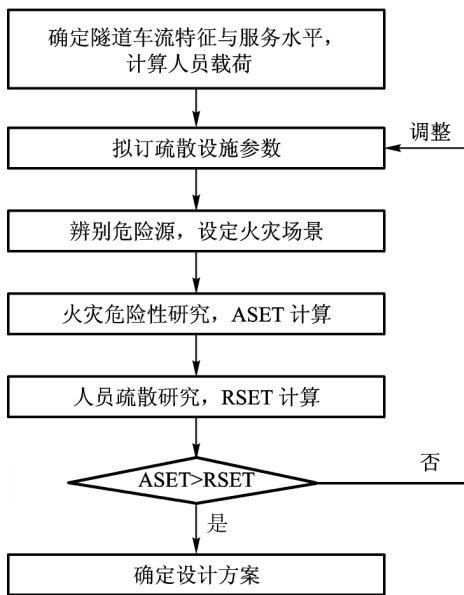 确定隧道车流特征与服务水平，
计算人员载荷
拟订疏散设施参数
调整
辨别危险源，设定火灾场景
火灾危险性研究，ASET 计算
人员疏散研究，RSET 计算
ASET>RSET
否
是
确定设计方案